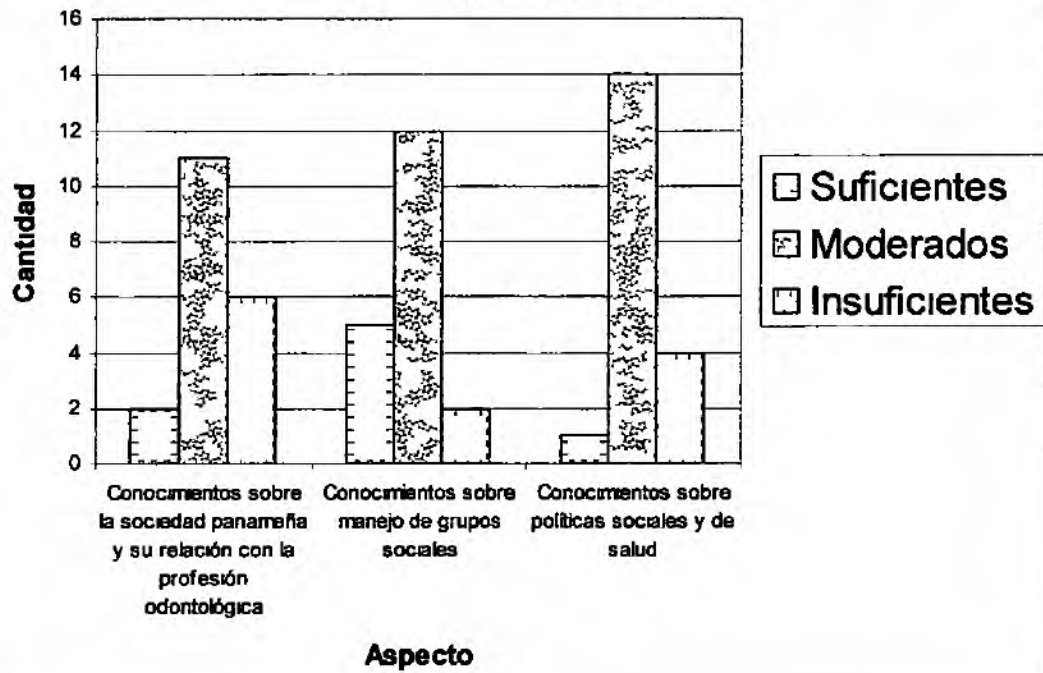 16
14
12
10
8
6
4
2
0
Cantidad
Conocimientos sobre
la sociedad panameña
y su relación con la
profesión
odontológica
Conocimientos sobre
manejo de grupos
sociales
Conocimientos sobre
políticas sociales y de
salud
Aspecto
Suficientes
Moderados
Insuficientes